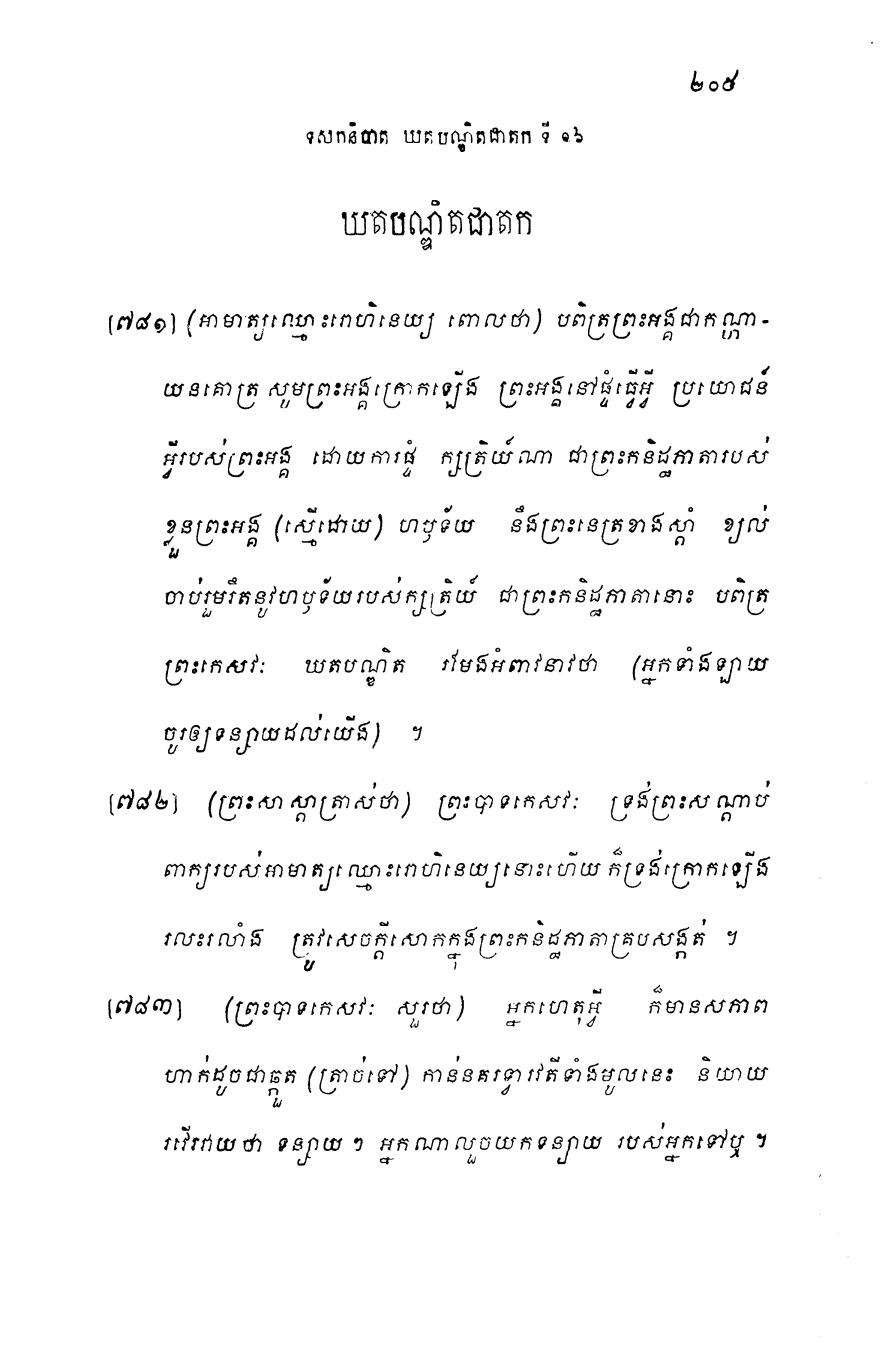 ២០៥
ទសកនិបាត ឃតបណ្ឌិតជាតក ទី ១៦
ឃតបណ្ឌិតជាតក
[៧៨១] (អាមាត្យឈ្មោះរោហិនេយ្យ ពោលថា) បពិត្រព្រះអង្គជាកណ្ហា-
យនគោត្រ សូមព្រះអង្គក្រោកឡើង ព្រះអង្គនៅផ្ទំធ្វើអ្វី ប្រយោជន៍
អ្វីរបស់ព្រះអង្គ ដោយការផ្ទំ ក្សត្រិយ៍ណា ជាព្រះកនិដ្ឋភាតារបស់
ខ្លួនព្រះអង្គ (ស្មើដោយ) ហឫទ័យ នឹងព្រះនេត្រខាងស្តាំ ខ្យល់
ចាប់រួមរឹតនូវហឫទ័យរបស់ក្សត្រិយ៍ ជាព្រះកនិដ្ឋភាតានោះ បពិត្រ
ព្រះកេសវៈ ឃតបណ្ឌិត រមែងអំពាវនាវថា (អ្នកទាំងឡាយ
ចូរឲ្យទន្សាយដល់យើង) ។
[៧៨២] (ព្រះសាស្តាត្រាស់ថា) ព្រះបាទកេសវៈ ទ្រង់ព្រះសណ្តាប់
ពាក្យរបស់អាមាត្យឈ្មោះរោហិនេយ្យនោះហើយ ក៏ទ្រង់ក្រោកឡើង
រលះរលាំង ត្រូវសេចក្តីសោកក្នុងព្រះកនិដ្ឋភាតាគ្របសង្កត់ ។
[៧៨៣] (ព្រះបាទកេសវៈ សួរថា) អ្នកហេតុអ្វី ក៏មានសភាព
ហាក់ដូចជាឆ្កួត (ត្រាច់ទៅ) កាន់នគរទ្វារវតីទាំងមូលនេះ និយាយ
រវើរវាយថា ទន្សាយ ៗ អ្នកណាលួចយកទន្សាយ របស់អ្នកទៅឬ ។